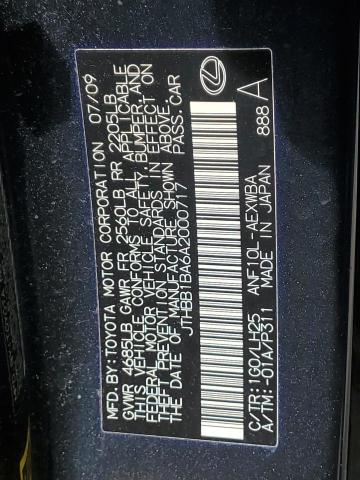 MFD. BY: TOYOTA MOTOR CORPORATION 07/09
GVWR 4685LB GAWR FR 2560LB RR 2205LB
THIS VEHICLE CONFORMS TO ALL APPLICABLE
FEDERAL MOTOR VEHICLE SAFETY, BUMPER, AND
THEFT PREVENTION STANDARDS IN EFFECT ON
THE DATE OF MANUFACTURE SHOWN ABOVE.
JTHBB1BA6A2000717 PASS. CAR
C/TR: 1G0/LH25 ANF10L-AEXWBA
A/TM: -01A/P311 MADE IN JAPAN 888 A